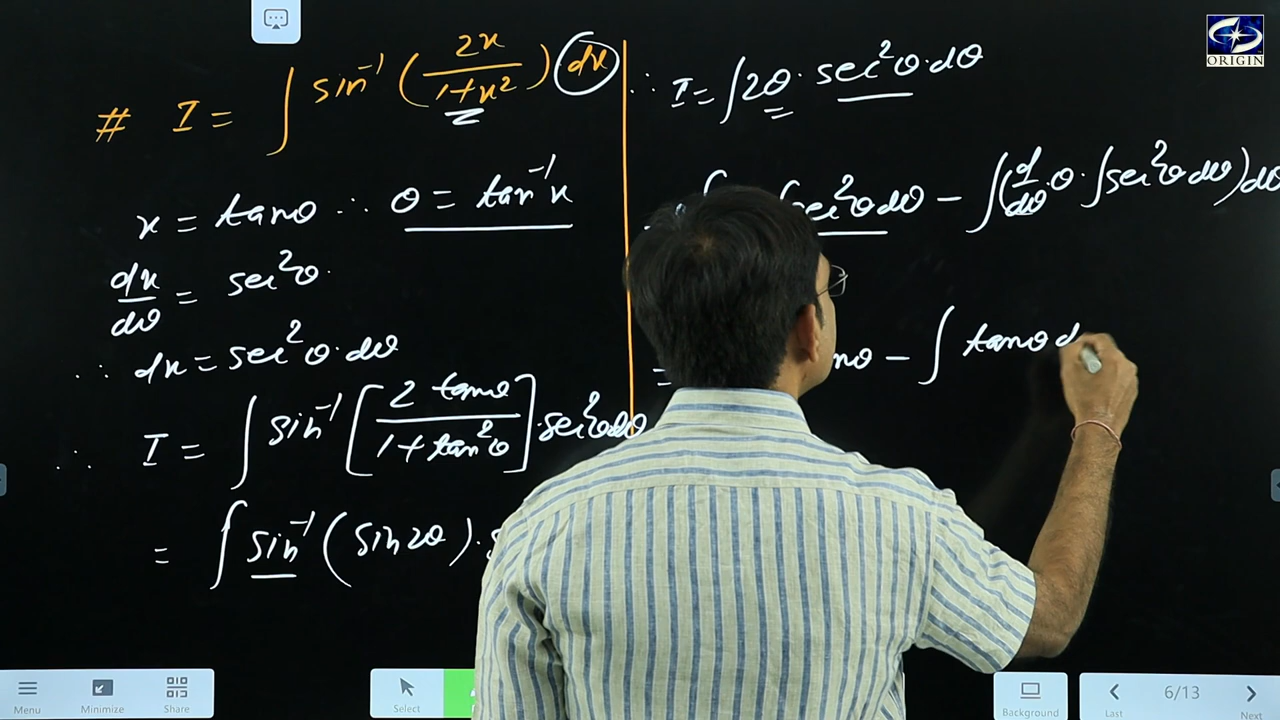 # I = ∫ sin⁻¹ (2x / 1+x²) dx
x = tanθ ∴ θ = tan⁻¹x
dx/dθ = sec²θ.
∴ dx = sec²θ·dθ
∴ I = ∫ sin⁻¹ [2 tanθ / 1+tan²θ]·sec²θdθ
= ∫ sin⁻¹ (sin2θ)·
∴ I = ∫2θ·sec²θ·dθ
sec²θdθ − ∫(d/dθ θ·∫sec²θdθ)dθ
= − ∫ tanθ d
ORIGIN
Menu
Minimize
Share
Select
Background
Last
6/13
Next